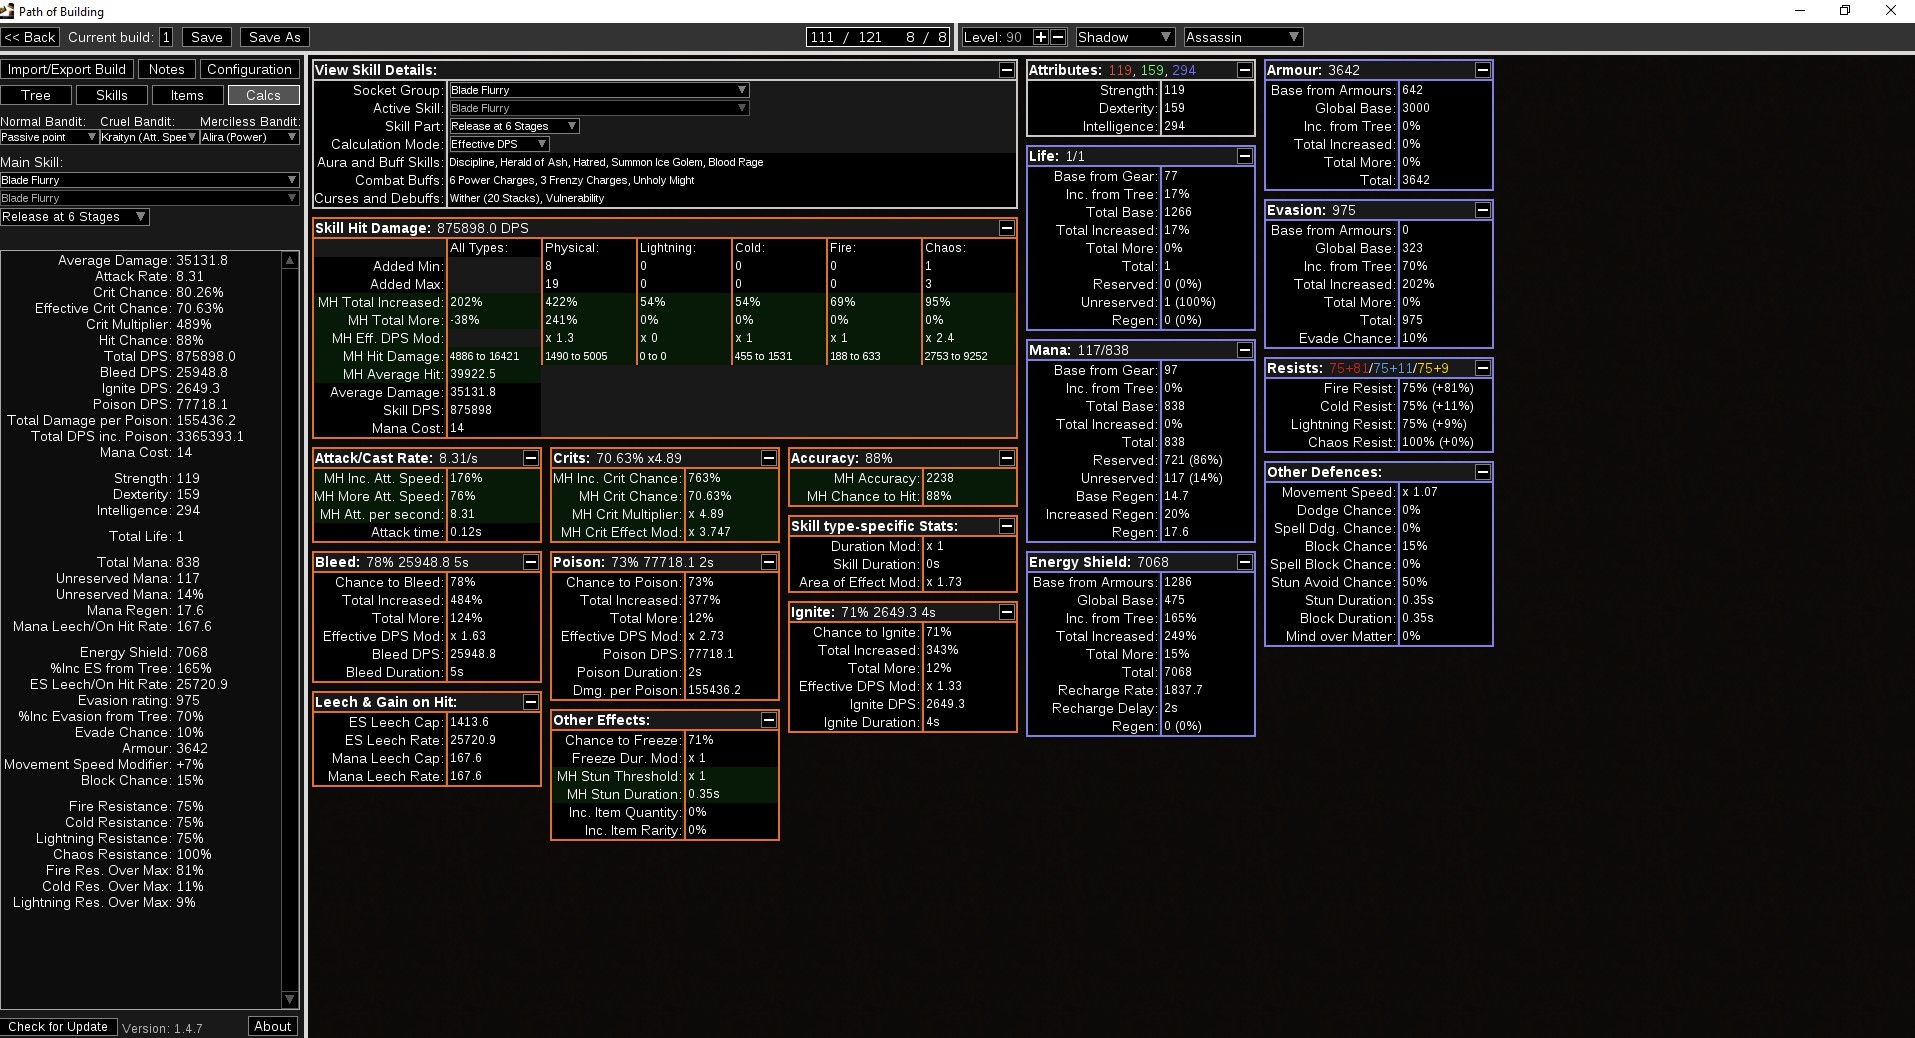 Path of Building
<< Back Current build: 1 Save Save As 111 / 121 8 / 8 Level: 90 Shadow Assassin
Import/Export Build Notes Configuration
Tree Skills Items Calcs
Normal Bandit: Cruel Bandit: Merciless Bandit:
Passive point Kraityn (Att. Spee Alira (Power)
Main Skill:
Blade Flurry
Blade Flurry
Release at 6 Stages
Average Damage: 35131.8
Attack Rate: 8.31
Crit Chance: 80.26%
Effective Crit Chance: 70.63%
Crit Multiplier: 489%
Hit Chance: 88%
Total DPS: 875898.0
Bleed DPS: 25948.8
Ignite DPS: 2649.3
Poison DPS: 77718.1
Total Damage per Poison: 155436.2
Total DPS inc. Poison: 3365393.1
Mana Cost: 14
Strength: 119
Dexterity: 159
Intelligence: 294
Total Life: 1
Total Mana: 838
Unreserved Mana: 117
Unreserved Mana: 14%
Mana Regen: 17.6
Mana Leech/On Hit Rate: 167.6
Energy Shield: 7068
%Inc ES from Tree: 165%
ES Leech/On Hit Rate: 25720.9
Evasion rating: 975
%Inc Evasion from Tree: 70%
Evade Chance: 10%
Armour: 3642
Movement Speed Modifier: +7%
Block Chance: 15%
Fire Resistance: 75%
Cold Resistance: 75%
Lightning Resistance: 75%
Chaos Resistance: 100%
Fire Res. Over Max: 81%
Cold Res. Over Max: 11%
Lightning Res. Over Max: 9%
Check for Update Version: 1.4.7 About
View Skill Details:
Socket Group: Blade Flurry
Active Skill: Blade Flurry
Skill Part: Release at 6 Stages
Calculation Mode: Effective DPS
Aura and Buff Skills: Discipline, Herald of Ash, Hatred, Summon Ice Golem, Blood Rage
Combat Buffs: 6 Power Charges, 3 Frenzy Charges, Unholy Might
Curses and Debuffs: Wither (20 Stacks), Vulnerability
Skill Hit Damage: 875898.0 DPS
All Types: Physical: Lightning: Cold: Fire: Chaos:
Added Min: 8 0 0 0 1
Added Max: 19 0 0 0 3
MH Total Increased: 202% 422% 54% 54% 69% 95%
MH Total More: -38% 241% 0% 0% 0% 0%
MH Eff. DPS Mod: x 1.3 x 0 x 1 x 1 x 2.4
MH Hit Damage: 4886 to 16421 1490 to 5005 0 to 0 455 to 1531 188 to 633 2753 to 9252
MH Average Hit: 39922.5
Average Damage: 35131.8
Skill DPS: 875898
Mana Cost: 14
Attack/Cast Rate: 8.31/s
MH Inc. Att. Speed: 176%
MH More Att. Speed: 76%
MH Att. per second: 8.31
Attack time: 0.12s
Crits: 70.63% x4.89
MH Inc. Crit Chance: 763%
MH Crit Chance: 70.63%
MH Crit Multiplier: x 4.89
MH Crit Effect Mod: x 3.747
Accuracy: 88%
MH Accuracy: 2238
MH Chance to Hit: 88%
Skill type-specific Stats:
Duration Mod: x 1
Skill Duration: 0s
Area of Effect Mod: x 1.73
Bleed: 78% 25948.8 5s
Chance to Bleed: 78%
Total Increased: 484%
Total More: 124%
Effective DPS Mod: x 1.63
Bleed DPS: 25948.8
Bleed Duration: 5s
Poison: 73% 77718.1 2s
Chance to Poison: 73%
Total Increased: 377%
Total More: 12%
Effective DPS Mod: x 2.73
Poison DPS: 77718.1
Poison Duration: 2s
Dmg. per Poison: 155436.2
Ignite: 71% 2649.3 4s
Chance to Ignite: 71%
Total Increased: 343%
Total More: 12%
Effective DPS Mod: x 1.33
Ignite DPS: 2649.3
Ignite Duration: 4s
Leech & Gain on Hit:
ES Leech Cap: 1413.6
ES Leech Rate: 25720.9
Mana Leech Cap: 167.6
Mana Leech Rate: 167.6
Other Effects:
Chance to Freeze: 71%
Freeze Dur. Mod: x 1
MH Stun Threshold: x 1
MH Stun Duration: 0.35s
Inc. Item Quantity: 0%
Inc. Item Rarity: 0%
Attributes: 119, 159, 294
Strength: 119
Dexterity: 159
Intelligence: 294
Life: 1/1
Base from Gear: 77
Inc. from Tree: 17%
Total Base: 1266
Total Increased: 17%
Total More: 0%
Total: 1
Reserved: 0 (0%)
Unreserved: 1 (100%)
Regen: 0 (0%)
Mana: 117/838
Base from Gear: 97
Inc. from Tree: 0%
Total Base: 838
Total Increased: 0%
Total: 838
Reserved: 721 (86%)
Unreserved: 117 (14%)
Base Regen: 14.7
Increased Regen: 20%
Regen: 17.6
Energy Shield: 7068
Base from Armours: 1286
Global Base: 475
Inc. from Tree: 165%
Total Increased: 249%
Total More: 15%
Total: 7068
Recharge Rate: 1837.7
Recharge Delay: 2s
Regen: 0 (0%)
Armour: 3642
Base from Armours: 642
Global Base: 3000
Inc. from Tree: 0%
Total Increased: 0%
Total More: 0%
Total: 3642
Evasion: 975
Base from Armours: 0
Global Base: 323
Inc. from Tree: 70%
Total Increased: 202%
Total More: 0%
Total: 975
Evade Chance: 10%
Resists: 75+81/75+11/75+9
Fire Resist: 75% (+81%)
Cold Resist: 75% (+11%)
Lightning Resist: 75% (+9%)
Chaos Resist: 100% (+0%)
Other Defences:
Movement Speed: x 1.07
Dodge Chance: 0%
Spell Ddg. Chance: 0%
Block Chance: 15%
Spell Block Chance: 0%
Stun Avoid Chance: 50%
Stun Duration: 0.35s
Block Duration: 0.35s
Mind over Matter: 0%